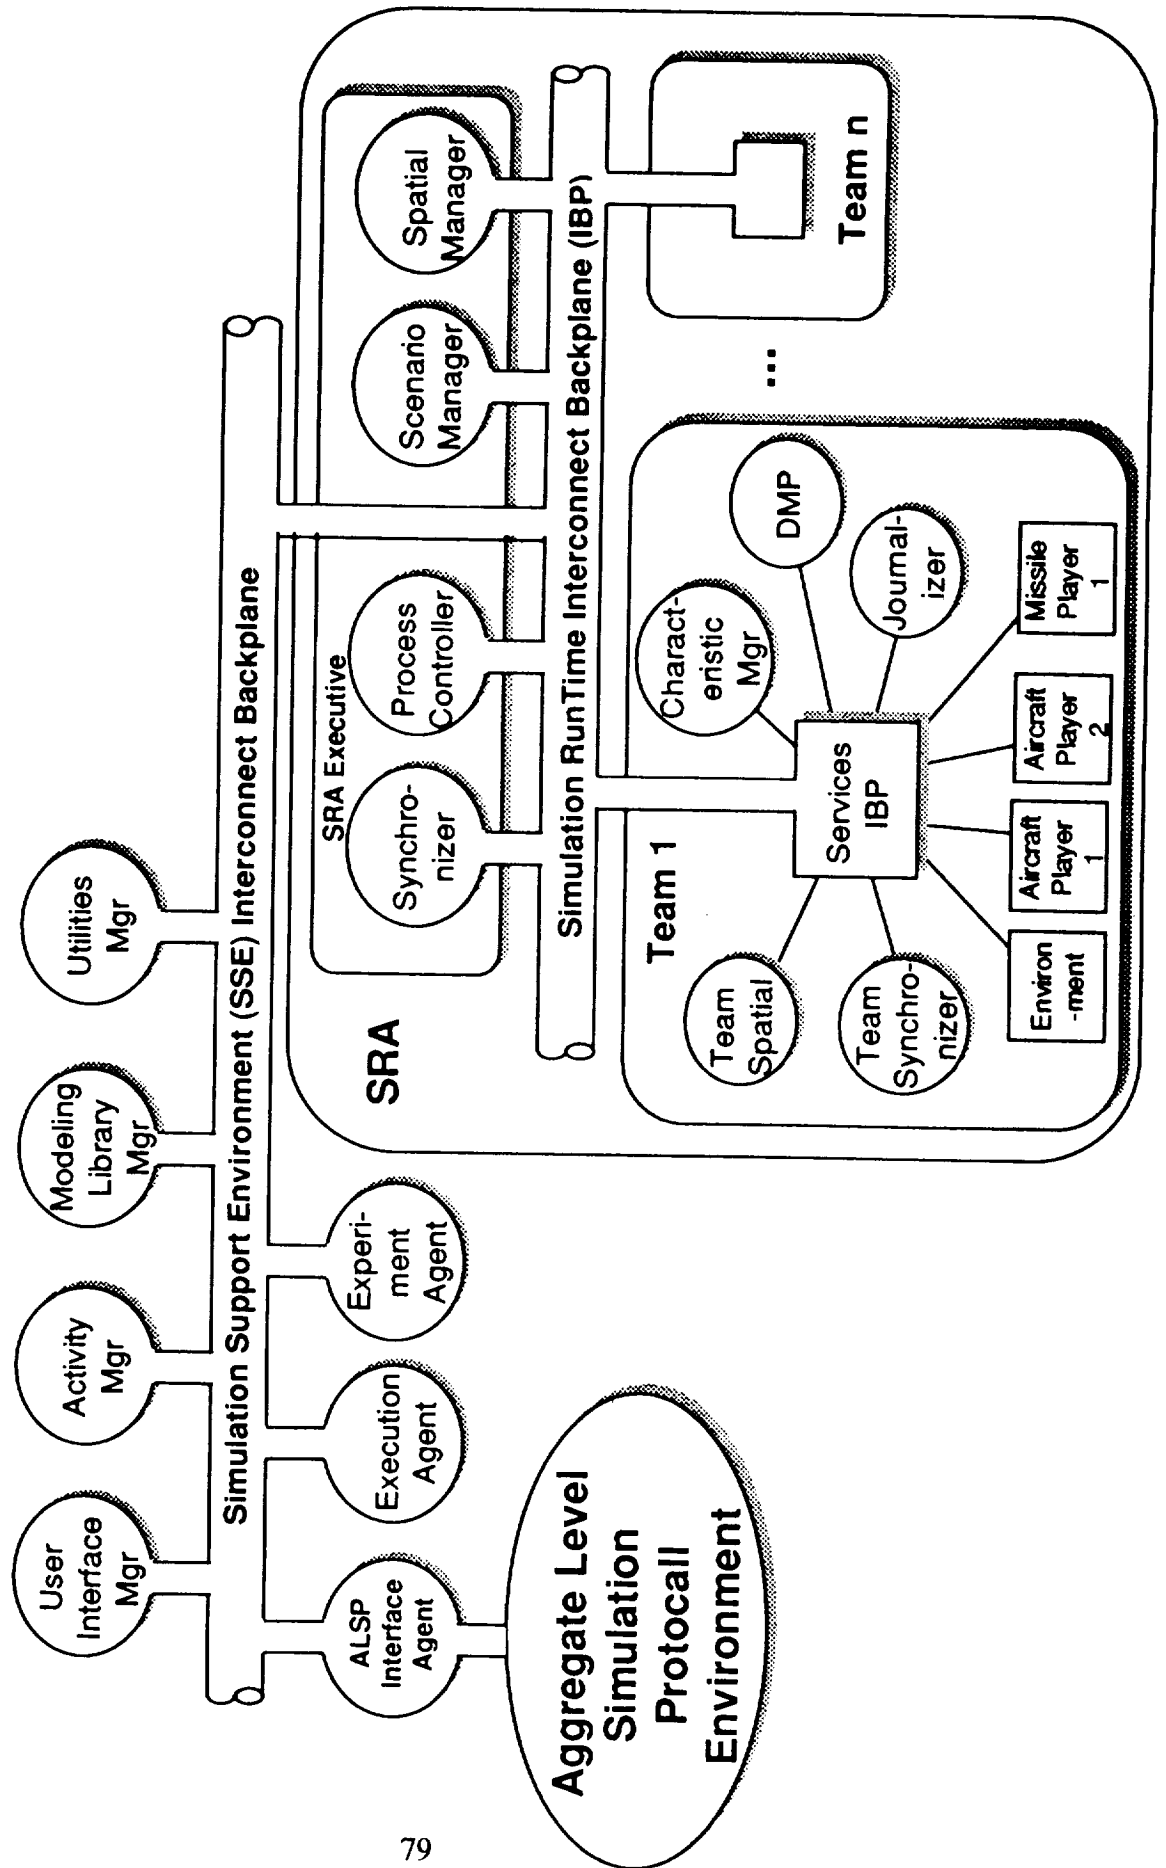 User
Interface
Mgr
Activity
Mgr
Modeling
Library
Mgr
Utilities
Mgr
Simulation Support Environment (SSE) Interconnect Backplane
ALSP
Interface
Agent
Execution
Agent
Experi-
ment
Agent
Aggregate Level
Simulation
Protocall
Environment
SRA
SRA Executive
Synchro-
nizer
Process
Controller
Scenario
Manager
Spatial
Manager
Simulation RunTime Interconnect Backplane (IBP)
Team 1
Team
Spatial
Team
Synchro-
nizer
Services
IBP
Charact-
eristic
Mgr
DMP
Journal-
izer
Environ
-ment
Aircraft
Player
1
Aircraft
Player
2
Missile
Player
1
...
Team n
79